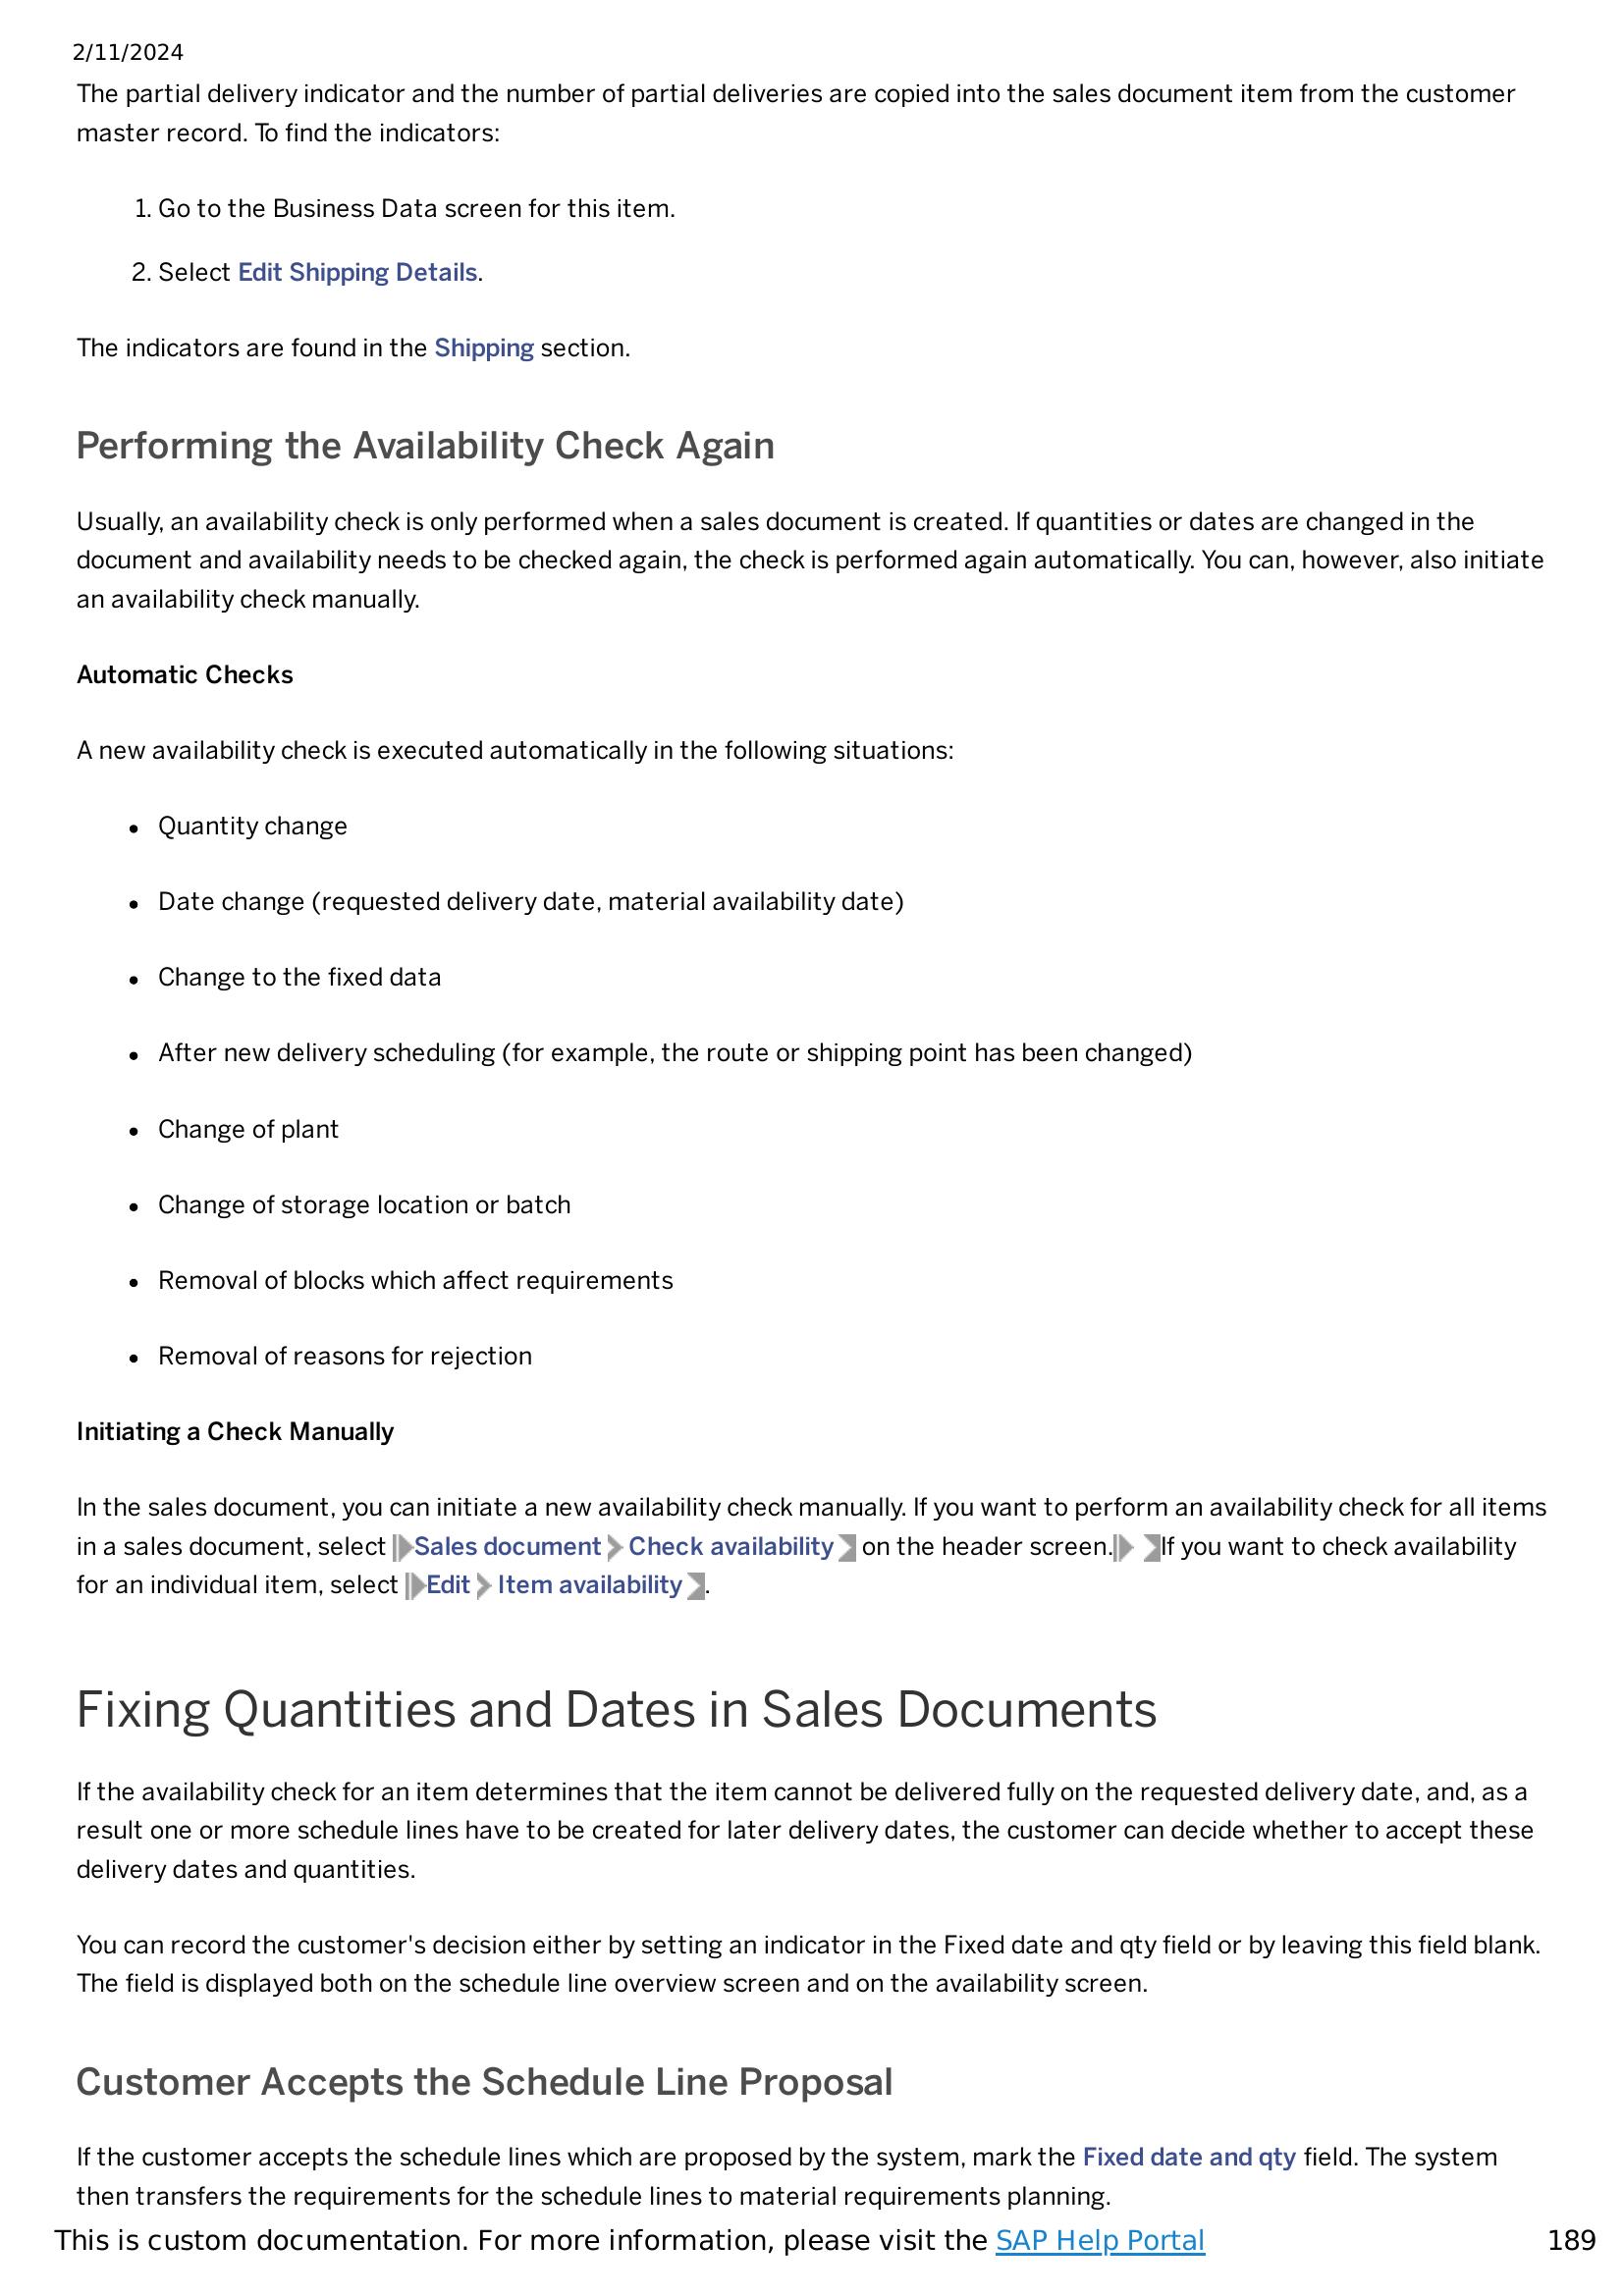 2/11/2024
The partial delivery indicator and the number of partial deliveries are copied into the sales document item from the customer
master record. To find the indicators:
1. Go to the Business Data screen for this item.
2. Select Edit Shipping Details.
The indicators are found in the Shipping section.
Performing the Availability Check Again
Usually, an availability check is only performed when a sales document is created. If quantities or dates are changed in the
document and availability needs to be checked again, the check is performed again automatically. You can, however, also initiate
an availability check manually.
Automatic Checks
A new availability check is executed automatically in the following situations:
• Quantity change
• Date change (requested delivery date, material availability date)
• Change to the fixed data
• After new delivery scheduling (for example, the route or shipping point has been changed)
• Change of plant
• Change of storage location or batch
• Removal of blocks which affect requirements
• Removal of reasons for rejection
Initiating a Check Manually
In the sales document, you can initiate a new availability check manually. If you want to perform an availability check for all items
in a sales document, select Sales document Check availability on the header screen. If you want to check availability
for an individual item, select Edit Item availability .
Fixing Quantities and Dates in Sales Documents
If the availability check for an item determines that the item cannot be delivered fully on the requested delivery date, and, as a
result one or more schedule lines have to be created for later delivery dates, the customer can decide whether to accept these
delivery dates and quantities.
You can record the customer's decision either by setting an indicator in the Fixed date and qty field or by leaving this field blank.
The field is displayed both on the schedule line overview screen and on the availability screen.
Customer Accepts the Schedule Line Proposal
If the customer accepts the schedule lines which are proposed by the system, mark the Fixed date and qty field. The system
then transfers the requirements for the schedule lines to material requirements planning.
This is custom documentation. For more information, please visit the SAP Help Portal 189